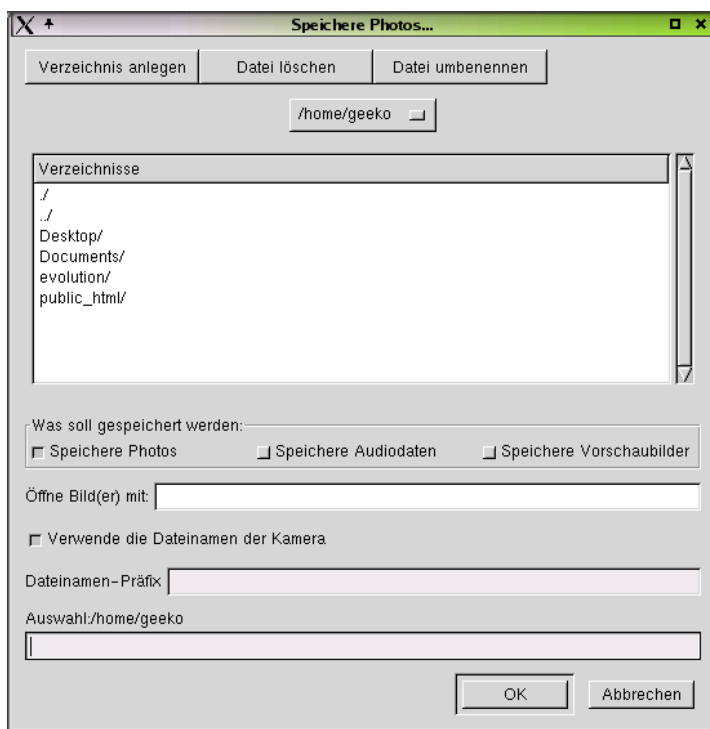 Speichere Photos...
Verzeichnis anlegen Datei löschen Datei umbenennen
/home/geeko
Verzeichnisse
./
../
Desktop/
Documents/
evolution/
public_html/
Was soll gespeichert werden:
Speichere Photos Speichere Audiodaten Speichere Vorschaubilder
Öffne Bild(er) mit:
Verwende die Dateinamen der Kamera
Dateinamen-Präfix
Auswahl:/home/geeko
OK Abbrechen